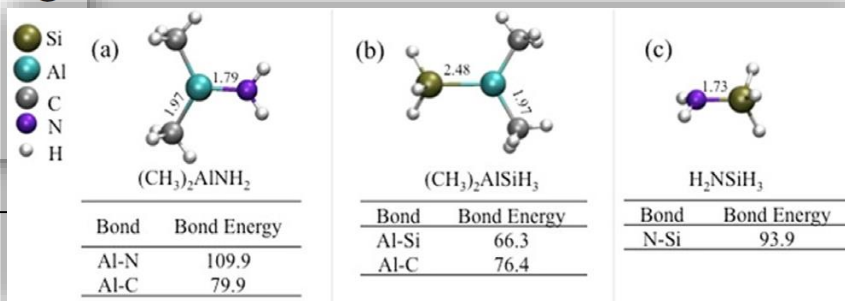 Si
Al
C
N
H
(a)
1.79
1.97
(CH₃)₂AlNH₂
Bond Bond Energy
Al-N 109.9
Al-C 79.9
(b)
2.48
1.97
(CH₃)₂AlSiH₃
Bond Bond Energy
Al-Si 66.3
Al-C 76.4
(c)
1.73
H₂NSiH₃
Bond Bond Energy
N-Si 93.9